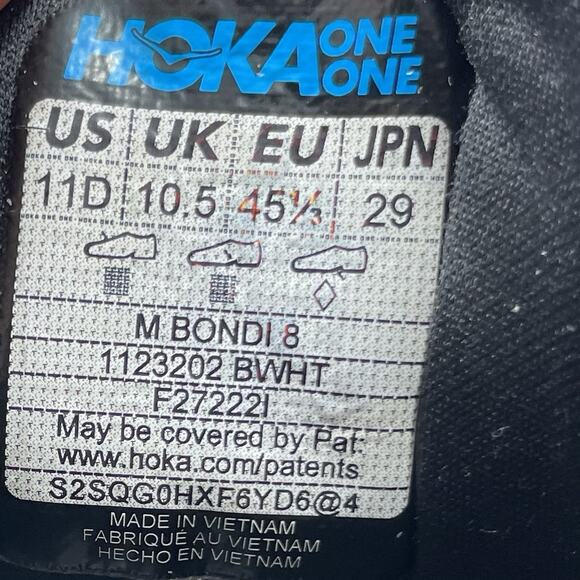 HOKA ONE ONE
US UK EU JPN
11D 10.5 45⅓ 29
M BONDI 8
1123202 BWHT
F27222I
May be covered by Pat:
www.hoka.com/patents
S2SQG0HXF6YD6@4
MADE IN VIETNAM
FABRIQUÉ AU VIETNAM
HECHO EN VIETNAM